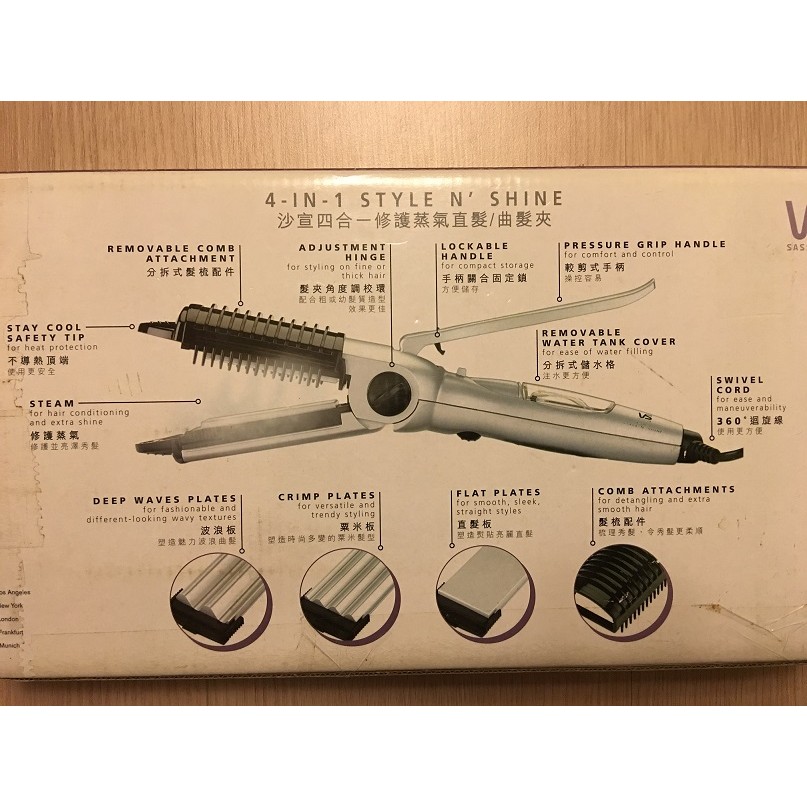 4-IN-1 STYLE N' SHINE
沙宣四合一修護蒸氣直髮/曲髮夾
V
SAS
REMOVABLE COMB
ATTACHMENT
分拆式髮梳配件
ADJUSTMENT
HINGE
for styling on fine or
thick hair
髮夾角度調校環
配合粗或幼髮質造型
效果更佳
LOCKABLE
HANDLE
for compact storage
手柄關合固定鎖
方便儲存
PRESSURE GRIP HANDLE
for comfort and control
較剪式手柄
操控容易
STAY COOL
SAFETY TIP
for heat protection
不導熱頂端
使用更安全
REMOVABLE
WATER TANK COVER
for ease of water filling
分拆式儲水格
注水更方便
STEAM
for hair conditioning
and extra shine
修護蒸氣
修護並亮澤秀髮
SWIVEL
CORD
for ease and
maneuverability
360°迴旋線
使用更方便
VS
DEEP WAVES PLATES
for fashionable and
different-looking wavy textures
波浪板
塑造魅力波浪曲髮
CRIMP PLATES
for versatile and
trendy styling
粟米板
塑造時尚多變的粟米髮型
FLAT PLATES
for smooth, sleek,
straight styles
直髮板
塑造熨貼亮麗直髮
COMB ATTACHMENTS
for detangling and extra
smooth hair
髮梳配件
梳理秀髮，令秀髮更柔順
os Angeles
New York
London
Frankfurt
Munich